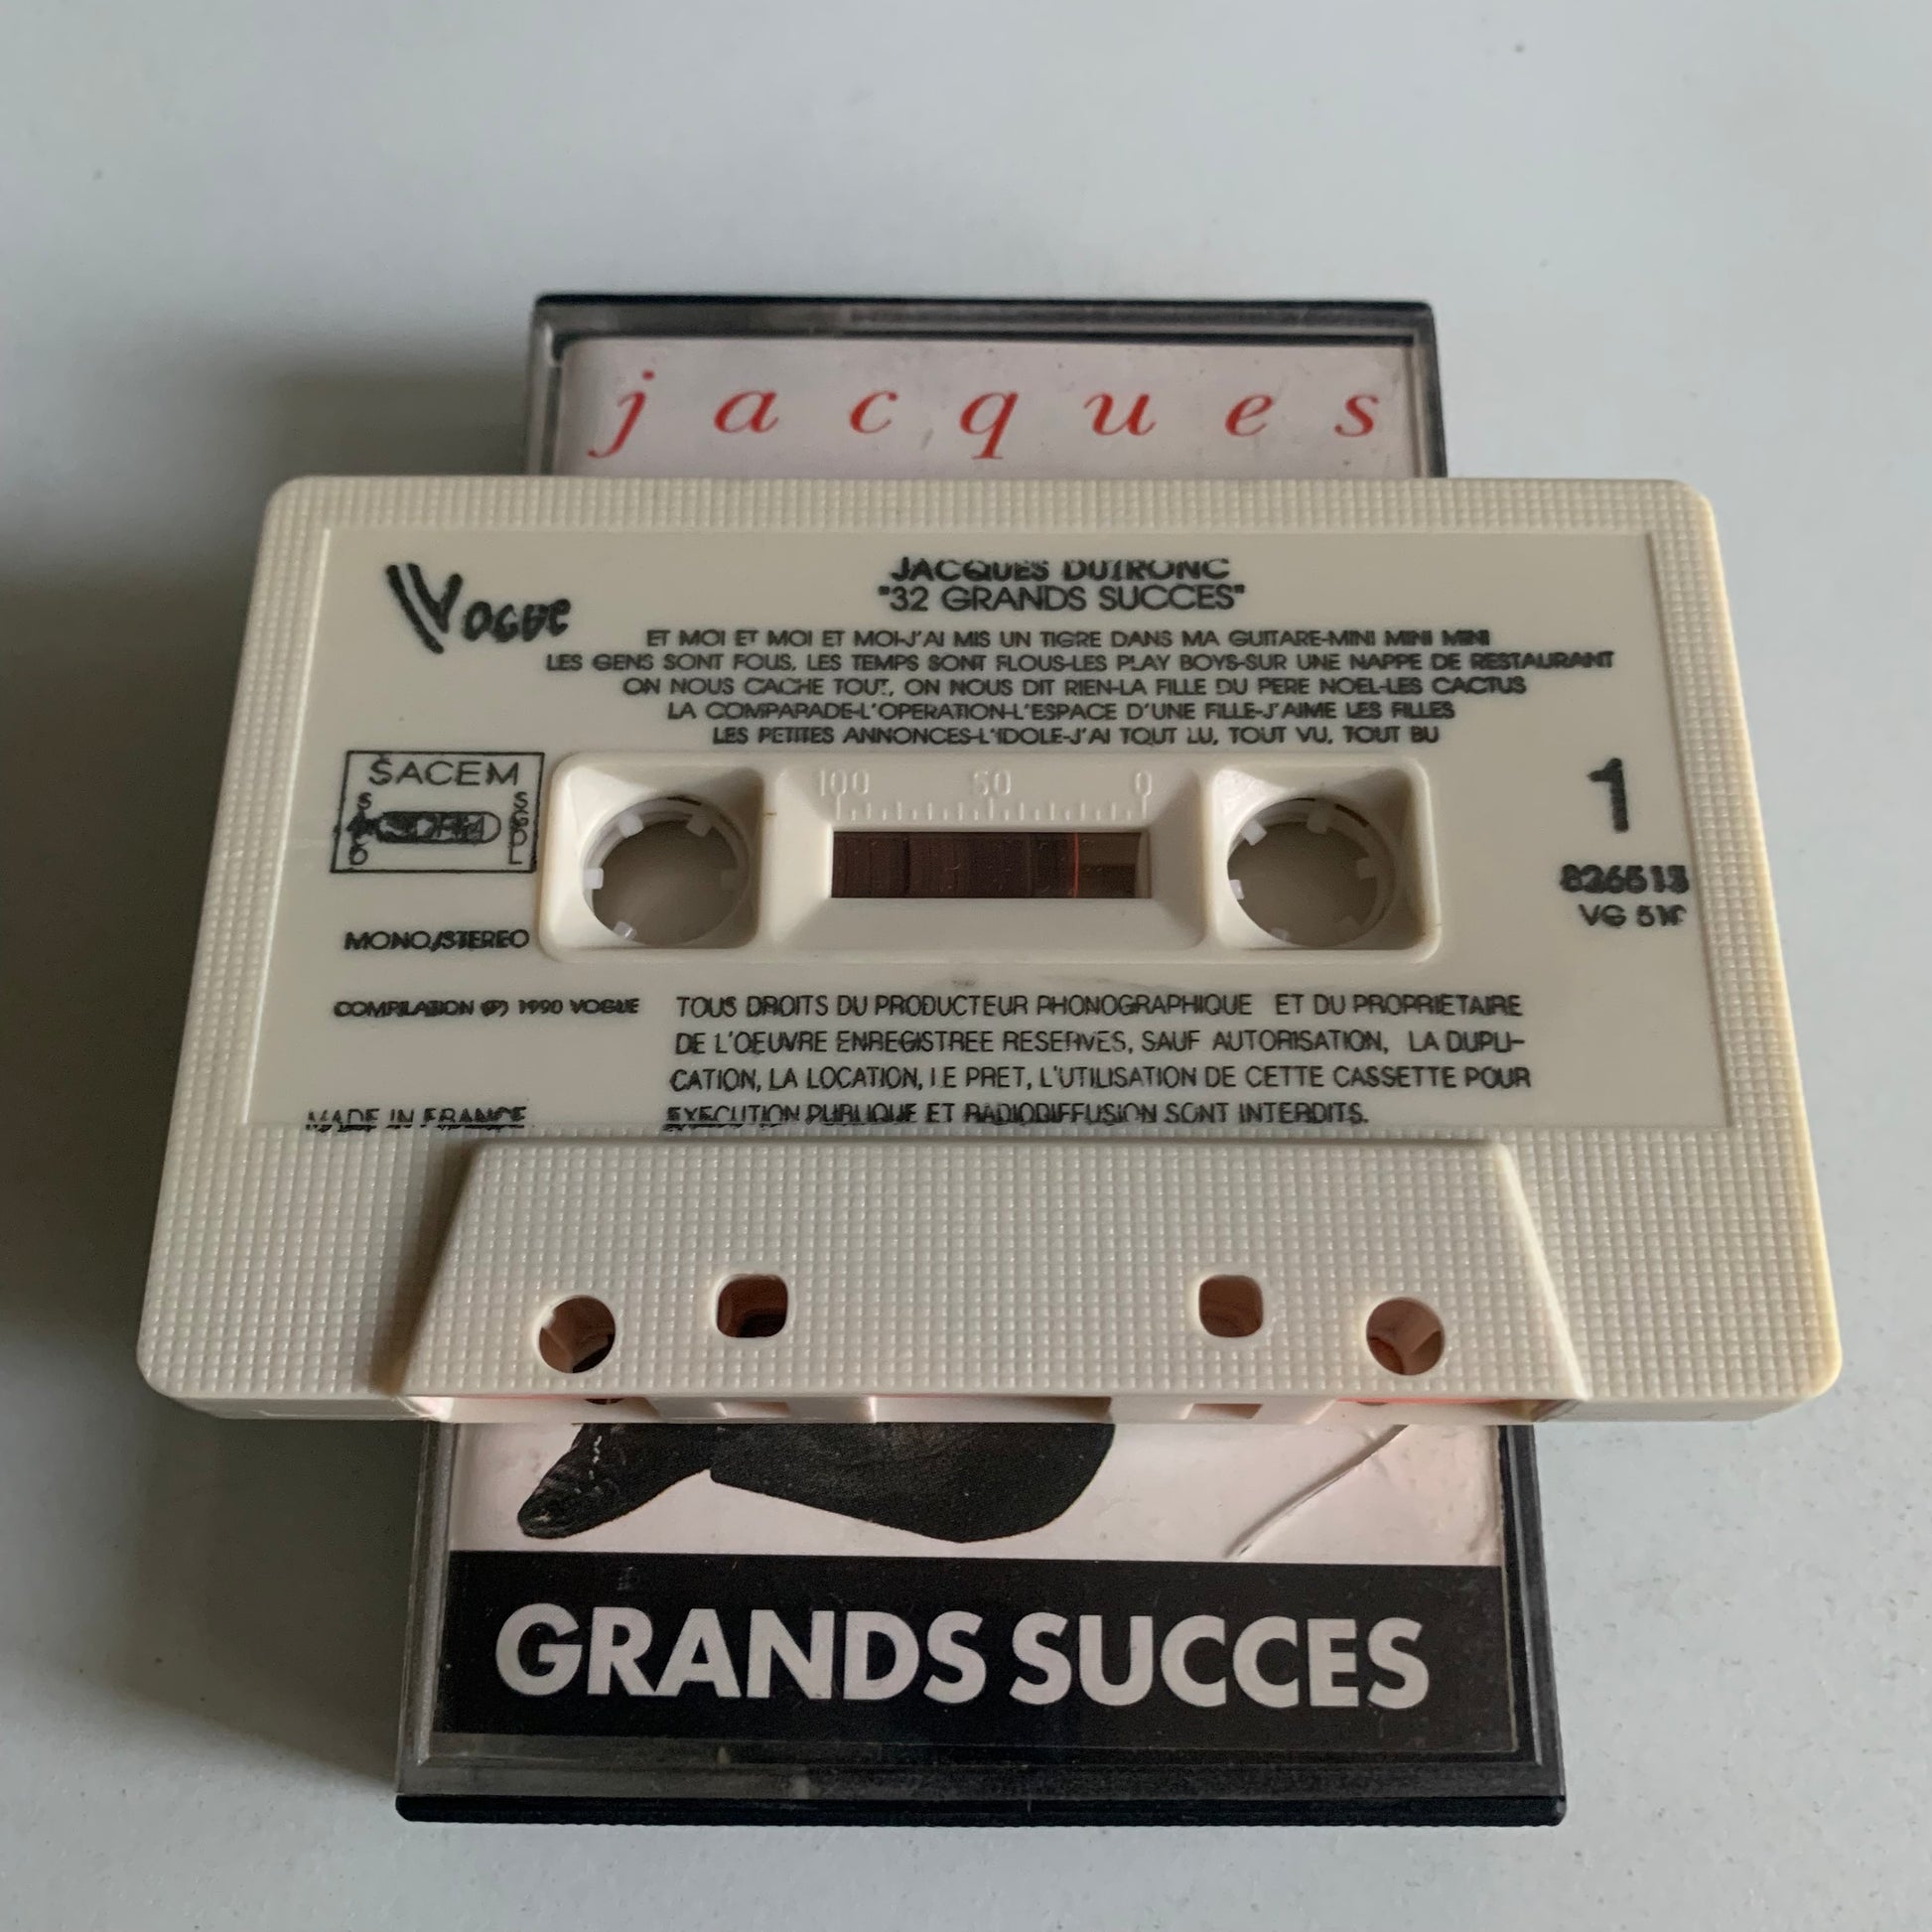 jacques
Vogue
JACQUES DUTRONC
"32 GRANDS SUCCES"
ET MOI ET MOI ET MOI-J'AI MIS UN TIGRE DANS MA GUITARE-MINI MINI MINI
LES GENS SONT FOUS, LES TEMPS SONT FLOUS-LES PLAY BOYS-SUR UNE NAPPE DE RESTAURANT
ON NOUS CACHE TOUT, ON NOUS DIT RIEN-LA FILLE DU PERE NOEL-LES CACTUS
LA COMPAPADE-L'OPERATION-L'ESPACE D'UNE FILLE-J'AIME LES FILLES
LES PETITES ANNONCES-L'IDOLE-J'AI TOUT LU, TOUT VU, TOUT BU
100 50 0
SACEM
1
MONO/STEREO
COMPILATION (P) 1990 VOGUE
TOUS DROITS DU PRODUCTEUR PHONOGRAPHIQUE ET DU PROPRIETAIRE
DE L'OEUVRE ENREGISTREE RESERVES, SAUF AUTORISATION, LA DUPLI-
CATION, LA LOCATION, LE PRET, L'UTILISATION DE CETTE CASSETTE POUR
EXECUTION PUBLIQUE ET RADIODIFFUSION SONT INTERDITS.
MADE IN FRANCE
GRANDS SUCCES